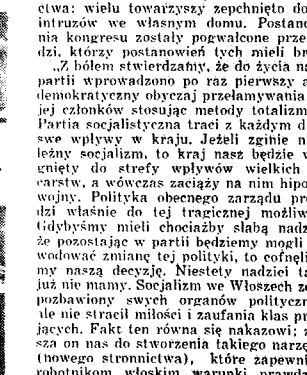 ctwa: wielu towarzyszy zepchnięto do
intruzów we własnym domu. Postano
nia kongresu zostały pogwałcone prze
dzi, którzy postanowień tych mieli br
„Z bólem stwierdzamy, że do życia na
partii wprowadzono po raz pierwszy a
demokratyczny obyczaj przełamywania
jej członków stosując metody totalizm
Partia socjalistyczna traci z każdym d
swe wpływy w kraju. Jeżeli zginie n
leżny socjalizm, to kraj nasz będzie w
gnięty do strefy wpływów wielkich
carstw, a wówczas zaciąży na nim hipo
wojny. Polityka obecnego zarządu pro
dzi właśnie do tej tragicznej możliw
Gdybyśmy mieli chociażby słabą nadz
że pozostając w partii będziemy mogli
wodować zmianę tej polityki, to cofnęli
my naszą decyzję. Niestety nadziei ta
już nie mamy. Socjalizm we Włoszech ze
pozbawiony swych organów polityczn
ale nie stracił miłości i zaufania klas pr
jących. Fakt ten równa się nakazowi; z
sza on nas do stworzenia takiego narzę
(nowego stronnictwa), które zapewni
robotnikom włoskim warunki prawdz